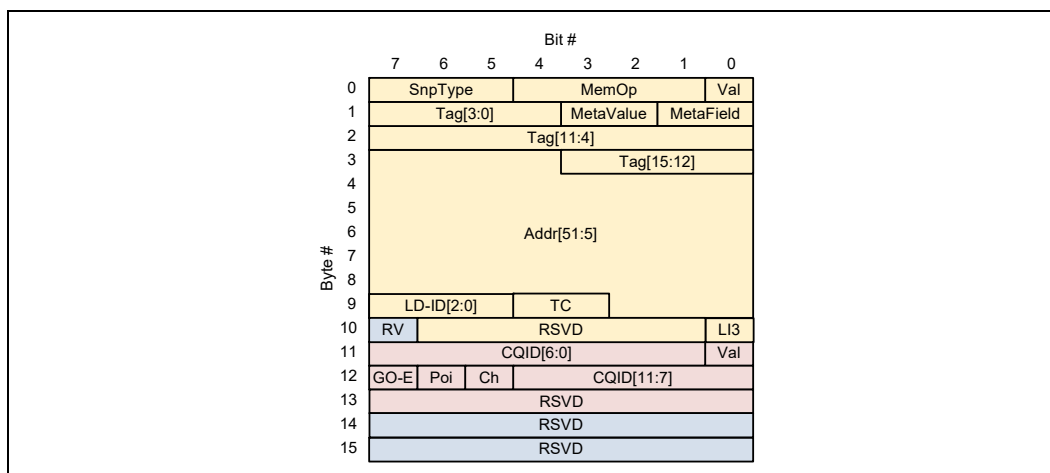 Bit #
7 6 5 4 3 2 1 0
0 SnpType MemOp Val
1 Tag[3:0] MetaValue MetaField
2 Tag[11:4]
3 Tag[15:12]
4
5
6 Addr[51:5]
7
8
9 LD-ID[2:0] TC
10 RV RSVD LI3
11 CQID[6:0] Val
12 GO-E Poi Ch CQID[11:7]
13 RSVD
14 RSVD
15 RSVD
Byte #